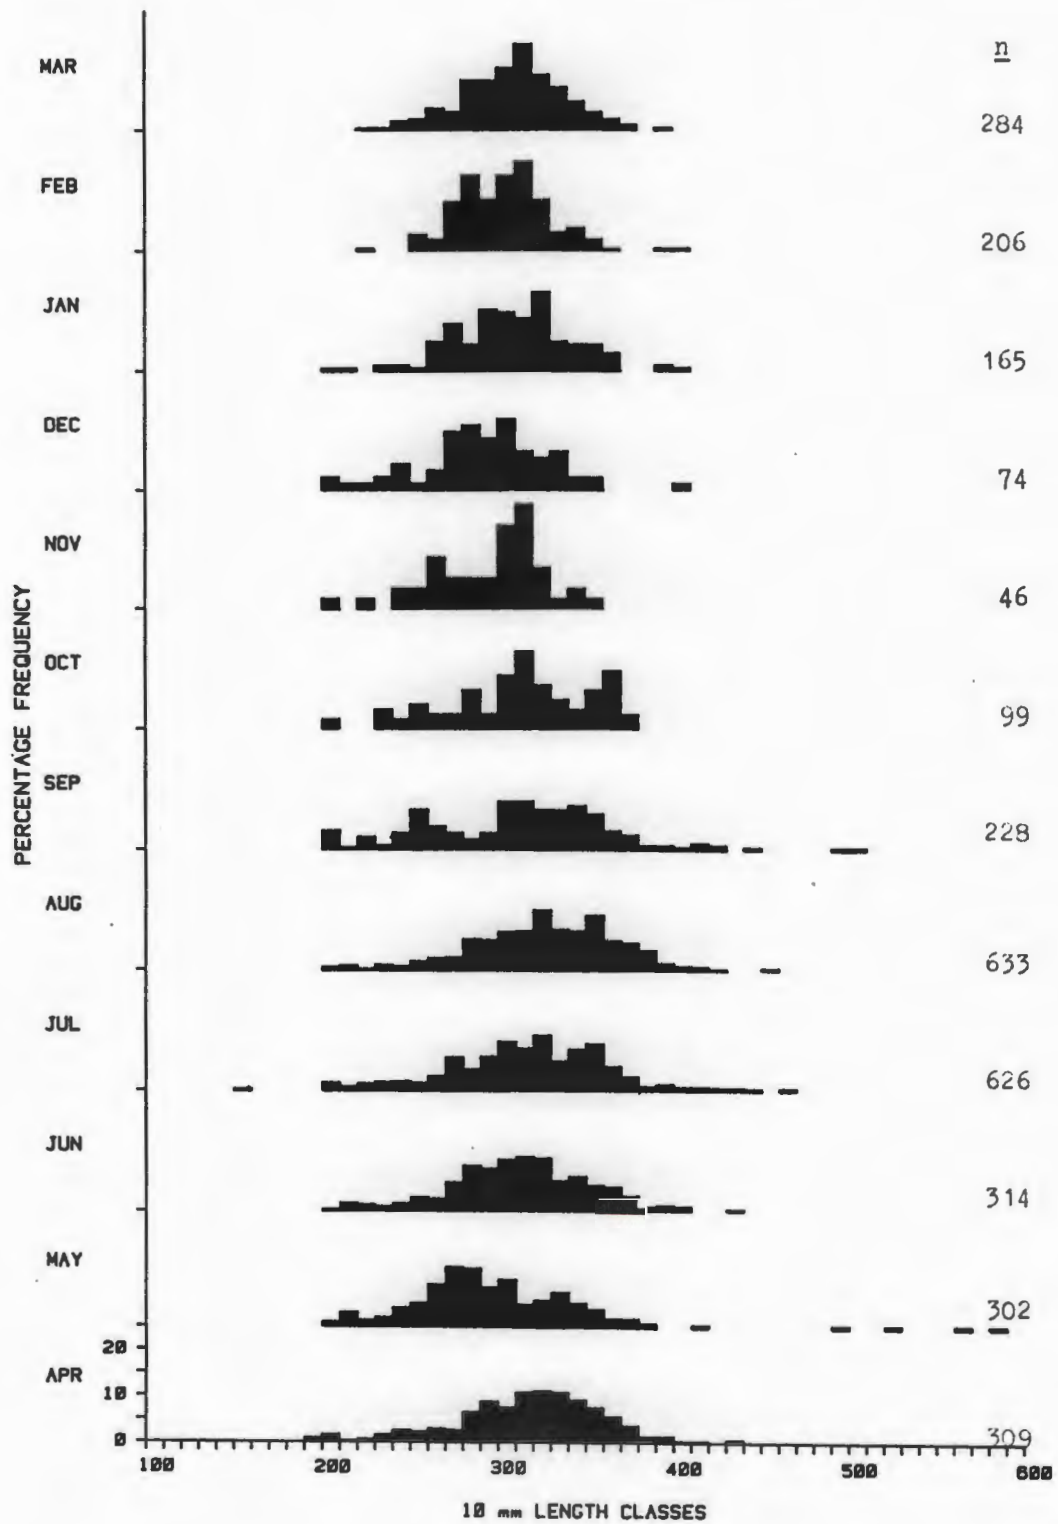 n
MAR
284
FEB
206
JAN
165
DEC
74
NOV
46
OCT
99
SEP
228
AUG
633
JUL
626
JUN
314
MAY
302
20
APR
10
0
309
100 200 300 400 500 600
10 mm LENGTH CLASSES
PERCENTAGE FREQUENCY